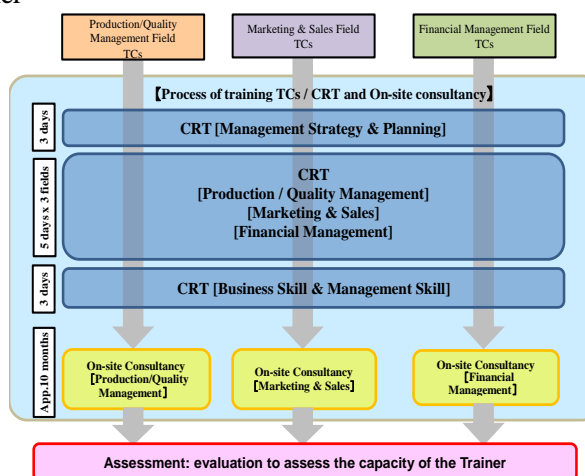 Production/Quality
Management Field
TCs
Marketing & Sales Field
TCs
Financial Management Field
TCs
【Process of training TCs / CRT and On-site consultancy】
3 days
CRT [Management Strategy & Planning]
5 days x 3 fields
CRT
[Production / Quality Management]
[Marketing & Sales]
[Financial Management]
3 days
CRT [Business Skill & Management Skill]
App.10 months
On-site Consultancy
【Production/Quality
Management】
On-site Consultancy
【Marketing & Sales】
On-site Consultancy
【Financial
Management】
Assessment: evaluation to assess the capacity of the Trainer